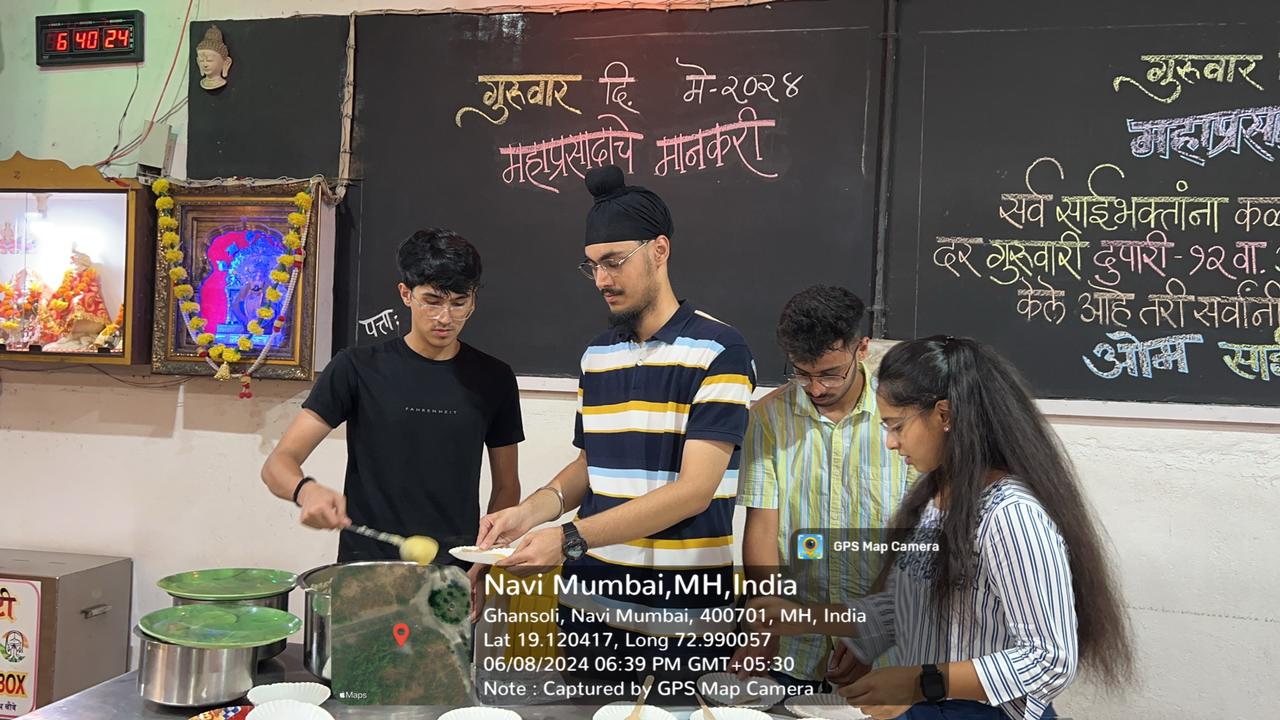 6 40 24
गुरुवार दि. मे-२०२४
महाप्रसादाचे मानकरी
पत्ता:
गुरुवार
महाप्रसा
सर्व साईभक्तांना कळ
दर गुरुवारी दुपारी-१२ वा.
केले आहे तरी सर्वांनी
ओम साई
FAHRENHEIT
टी
BOX
GPS Map Camera
Navi Mumbai,MH,India
Ghansoli, Navi Mumbai, 400701, MH, India
Lat 19.120417, Long 72.990057
06/08/2024 06:39 PM GMT+05:30
Note : Captured by GPS Map Camera
Maps